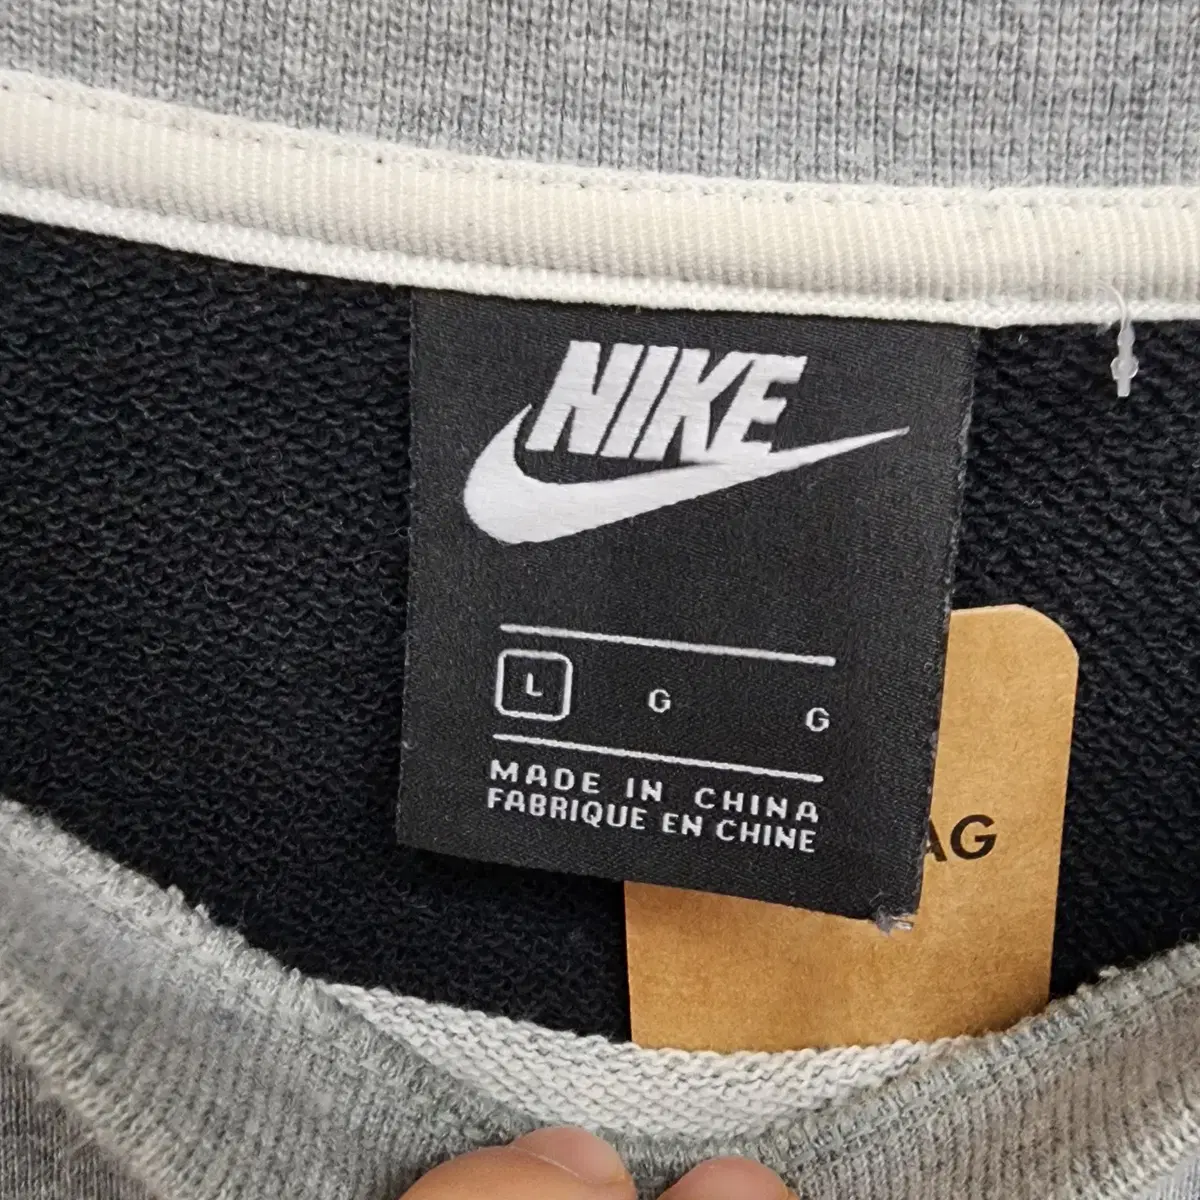 NIKE
L G G
MADE IN CHINA
FABRIQUE EN CHINE
AG